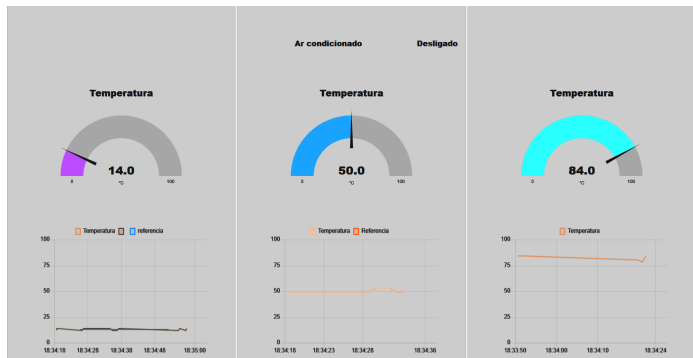 Ar condicionado Desligado
Temperatura
14.0
0 °C 100
Temperatura referencia
100
75
50
25
0
18:34:18 18:34:28 18:34:38 18:34:48 18:35:00
Temperatura
50.0
0 °C 100
Temperatura Referencia
100
75
50
25
0
18:34:18 18:34:23 18:34:28 18:34:36
Temperatura
84.0
0 °C 100
Temperatura
100
75
50
25
0
18:33:50 18:34:00 18:34:10 18:34:24